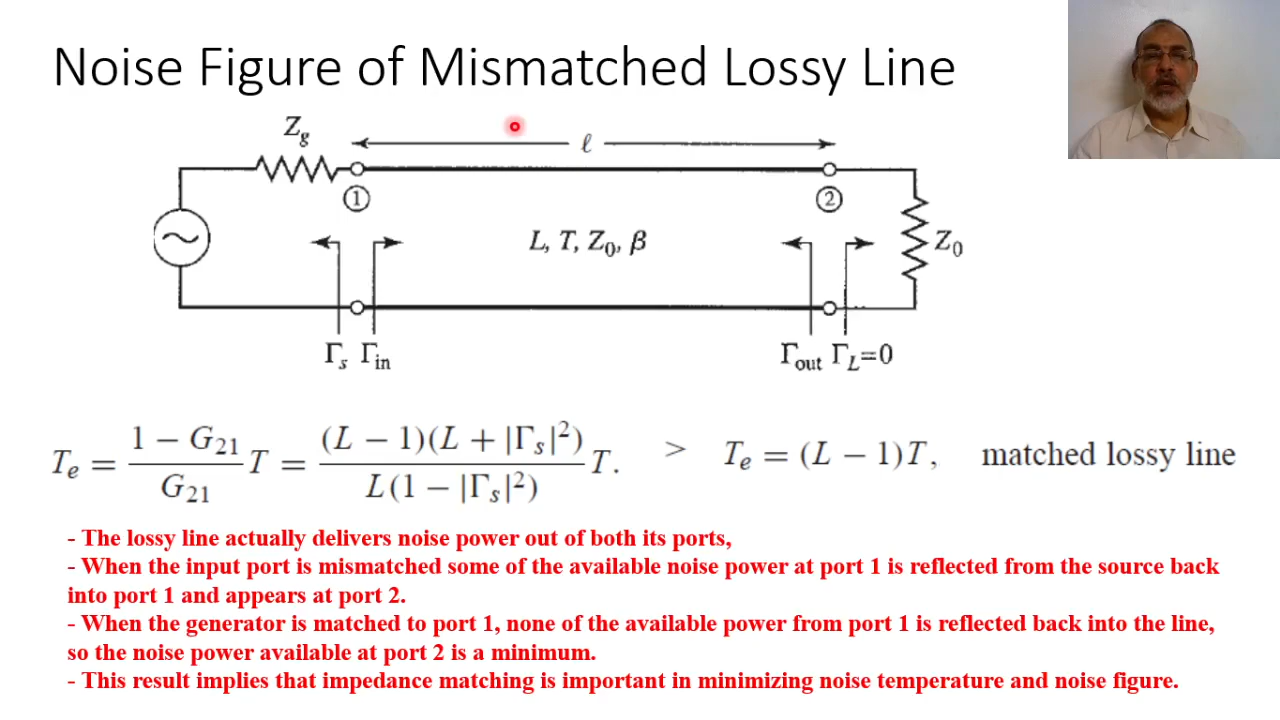 Noise Figure of Mismatched Lossy Line
Z_g
ℓ
① ②
L, T, Z₀, β
Z₀
Γ_s Γ_in
Γ_out Γ_L=0
T_e = (1 − G₂₁)/G₂₁ T = (L − 1)(L + |Γ_s|²)/L(1 − |Γ_s|²) T. > T_e = (L − 1)T, matched lossy line
- The lossy line actually delivers noise power out of both its ports,
- When the input port is mismatched some of the available noise power at port 1 is reflected from the source back
into port 1 and appears at port 2.
- When the generator is matched to port 1, none of the available power from port 1 is reflected back into the line,
so the noise power available at port 2 is a minimum.
- This result implies that impedance matching is important in minimizing noise temperature and noise figure.